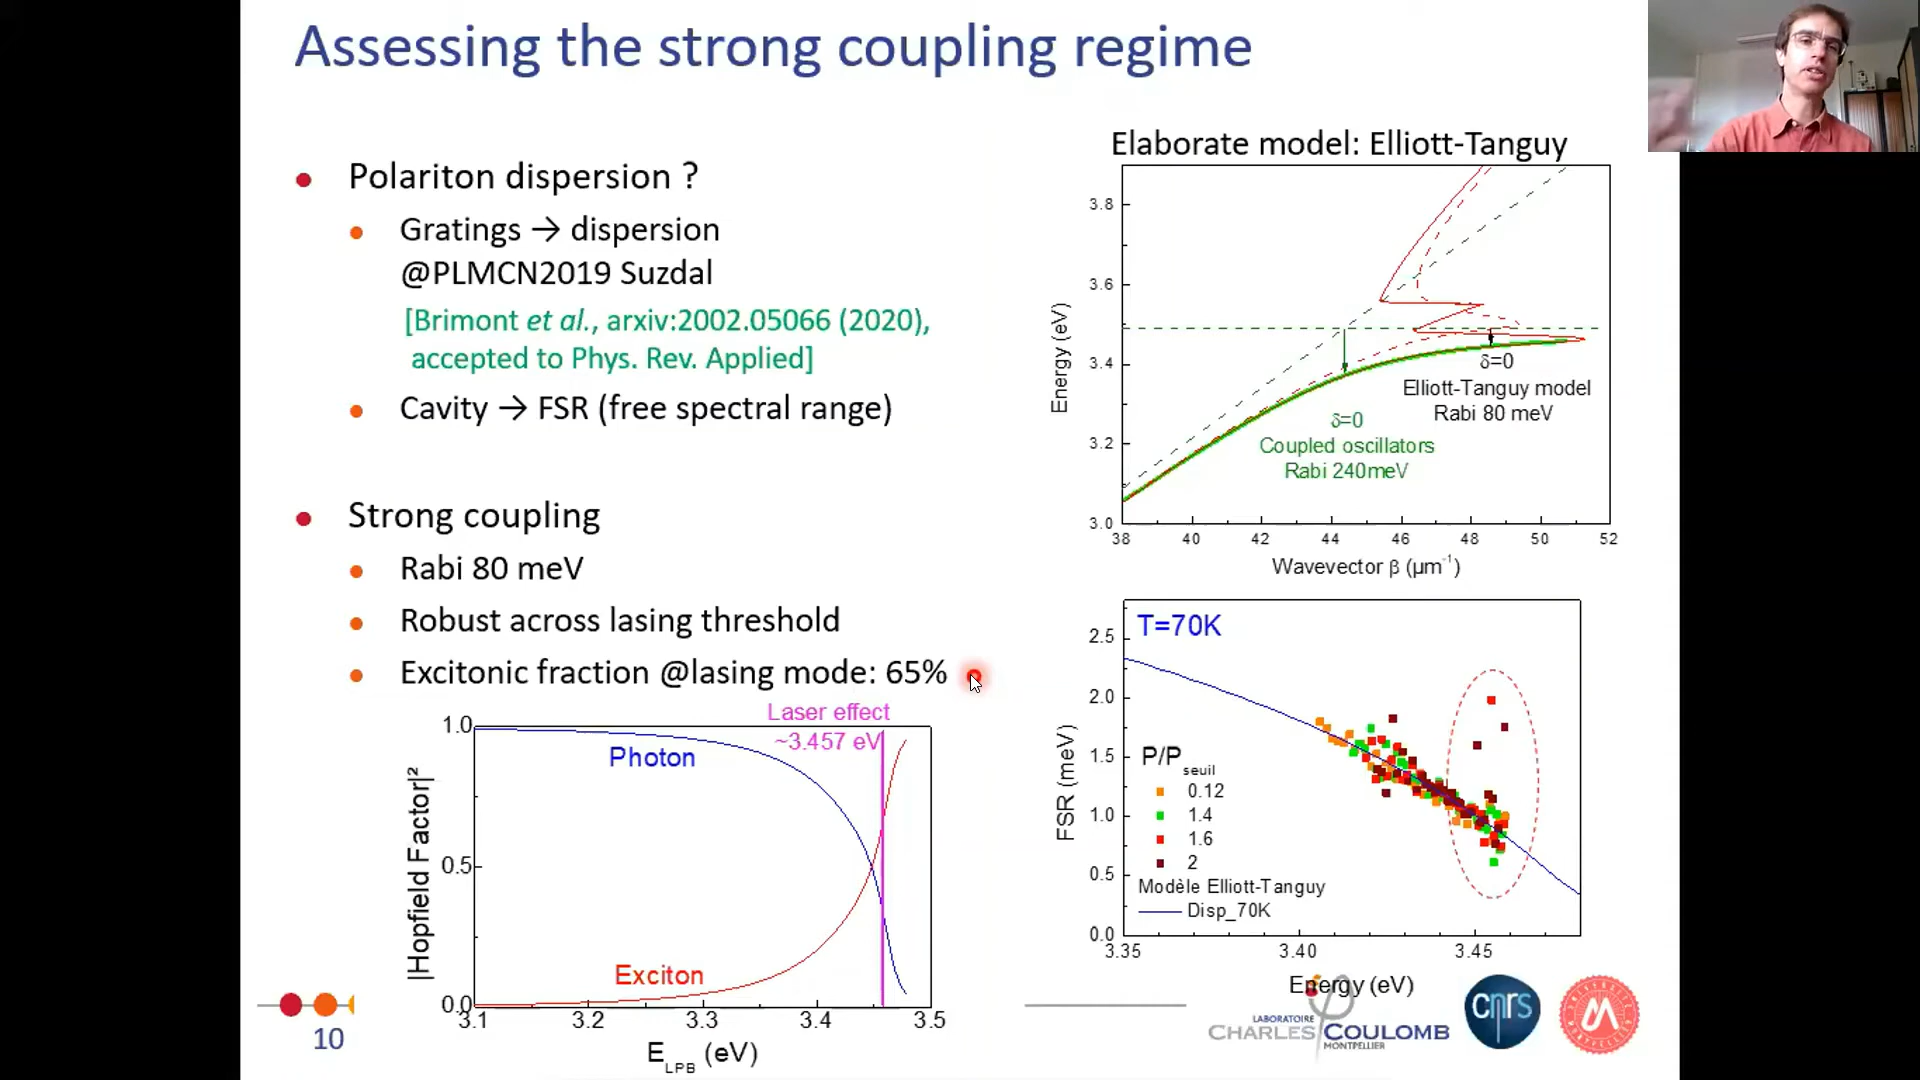 Assessing the strong coupling regime
Polariton dispersion ?
Gratings → dispersion
@PLMCN2019 Suzdal
[Brimont et al., arxiv:2002.05066 (2020),
accepted to Phys. Rev. Applied]
Cavity → FSR (free spectral range)
Strong coupling
Rabi 80 meV
Robust across lasing threshold
Excitonic fraction @lasing mode: 65%
Laser effect
~3.457 eV
Photon
Exciton
|Hopfield Factor|²
1.0
0.5
0.0
3.1 3.2 3.3 3.4 3.5
E_LPB (eV)
10
Elaborate model: Elliott-Tanguy
Energy (eV)
3.8
3.6
3.4
3.2
3.0
δ=0
Elliott-Tanguy model
Rabi 80 meV
δ=0
Coupled oscillators
Rabi 240meV
38 40 42 44 46 48 50 52
Wavevector β (µm⁻¹)
T=70K
FSR (meV)
2.5
2.0
1.5
1.0
0.5
0.0
P/P seuil
0.12
1.4
1.6
2
Modèle Elliott-Tanguy
Disp_70K
3.35 3.40 3.45
Energy (eV)
LABORATOIRE
CHARLES COULOMB
MONTPELLIER
cnrs